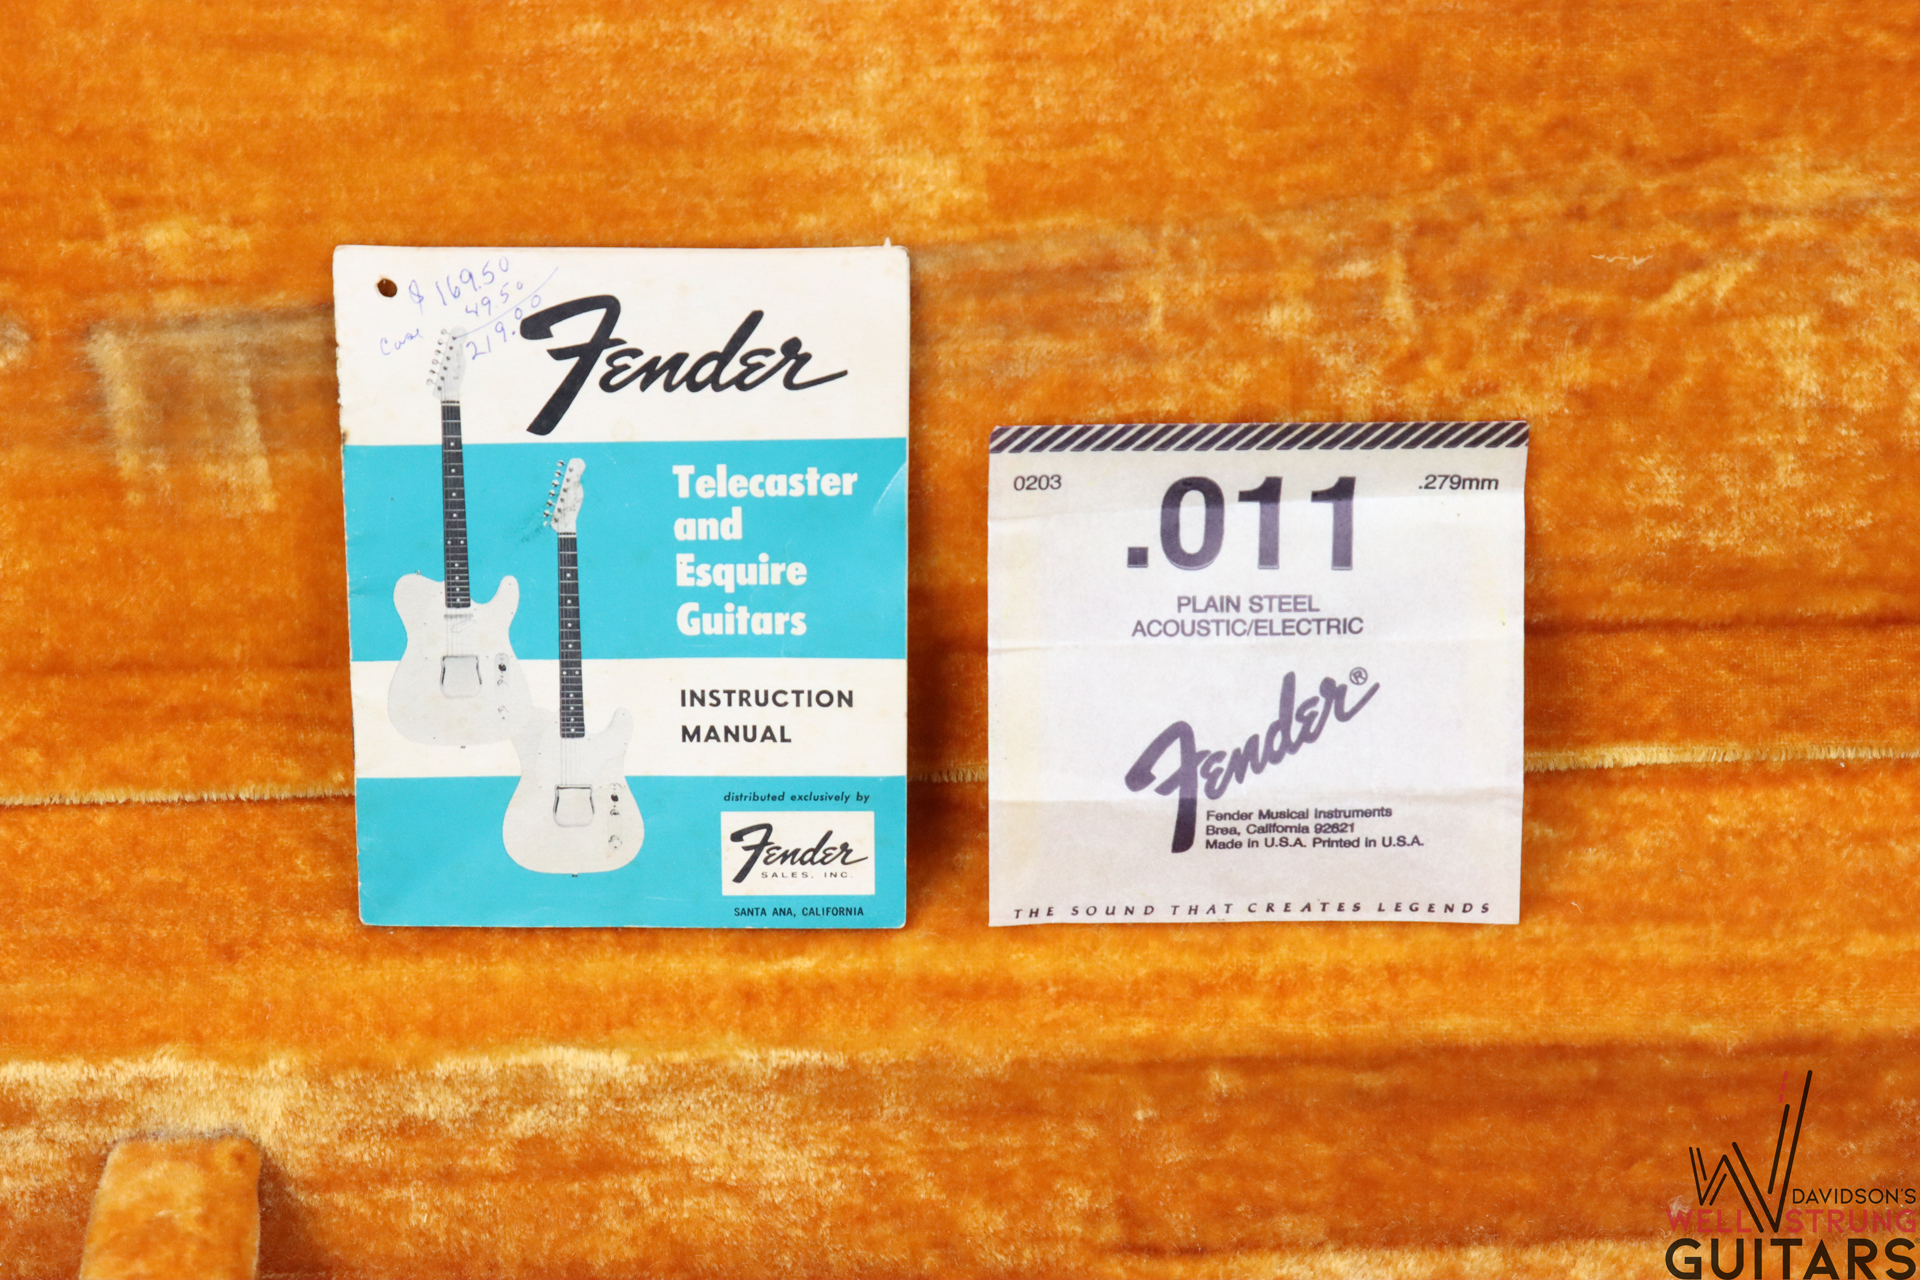 $ 169.50
Case 49.50
219.00
Fender
Telecaster
and
Esquire
Guitars
INSTRUCTION
MANUAL
distributed exclusively by
Fender
SALES, INC.
SANTA ANA, CALIFORNIA
0203
.011
.279mm
PLAIN STEEL
ACOUSTIC/ELECTRIC
Fender®
Fender Musical Instruments
Brea, California 92621
Made in U.S.A. Printed in U.S.A.
THE SOUND THAT CREATES LEGENDS
DAVIDSON'S
WELL STRUNG
GUITARS